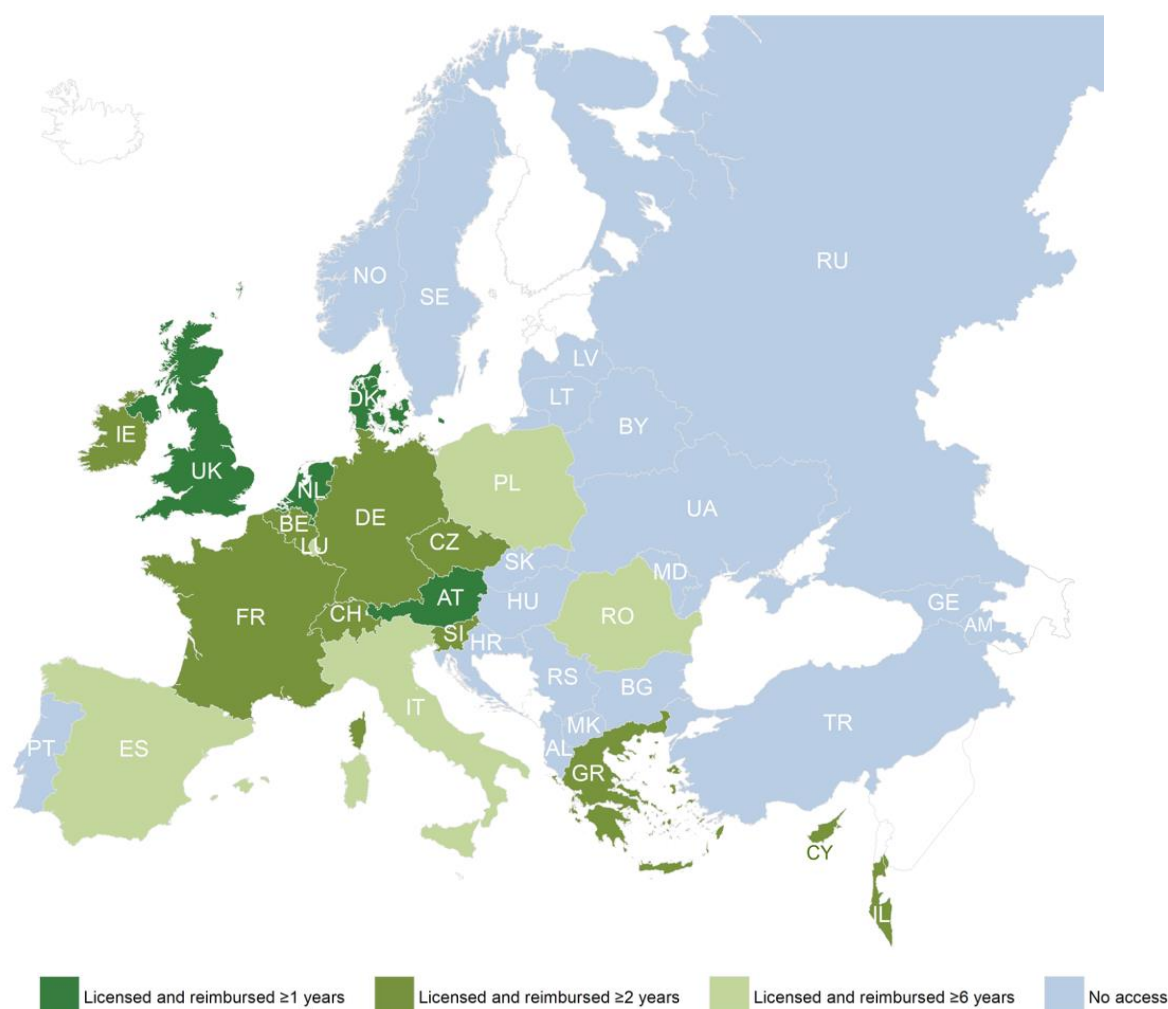 NO
SE
RU
LV
LT
BY
DK
IE
UK
NL
PL
BE
DE
UA
LU
CZ
SK
MD
AT
HU
FR
CH
RO
GE
SI
HR
AM
RS
BG
IT
MK
TR
PT
ES
AL
GR
CY
IL
Licensed and reimbursed ≥1 years
Licensed and reimbursed ≥2 years
Licensed and reimbursed ≥6 years
No access